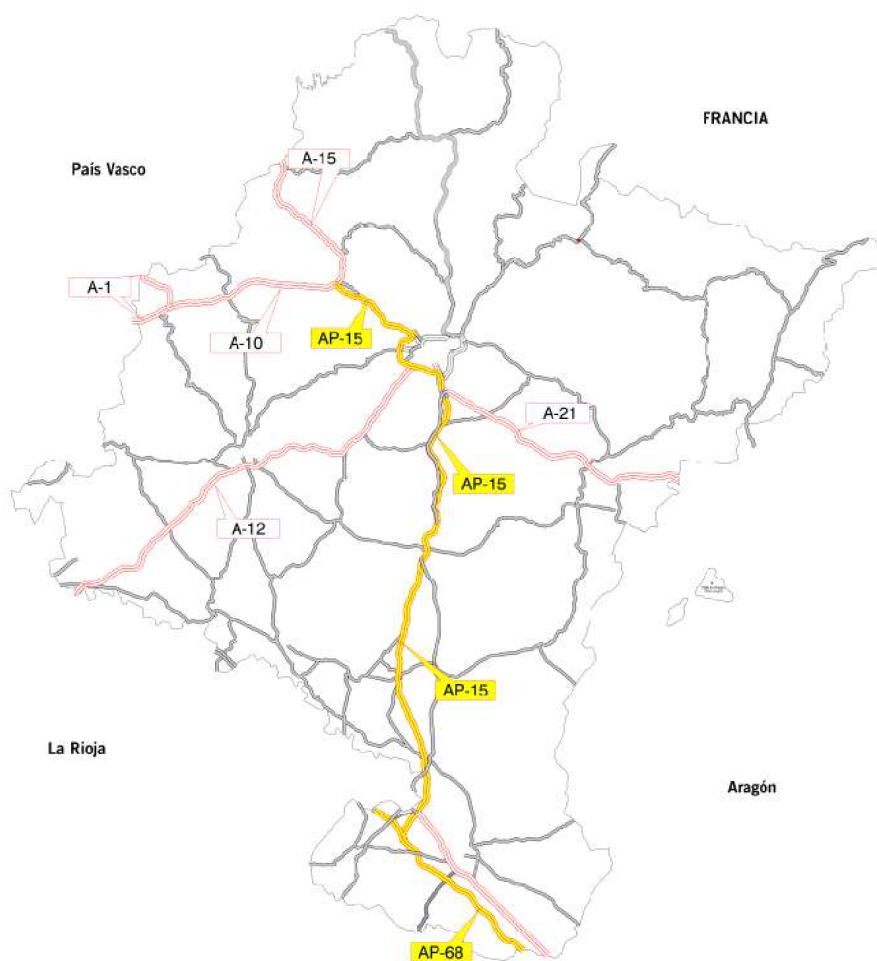 FRANCIA
A-15
País Vasco
A-1
AP-15
A-10
A-21
AP-15
A-12
AP-15
La Rioja
Aragón
AP-68